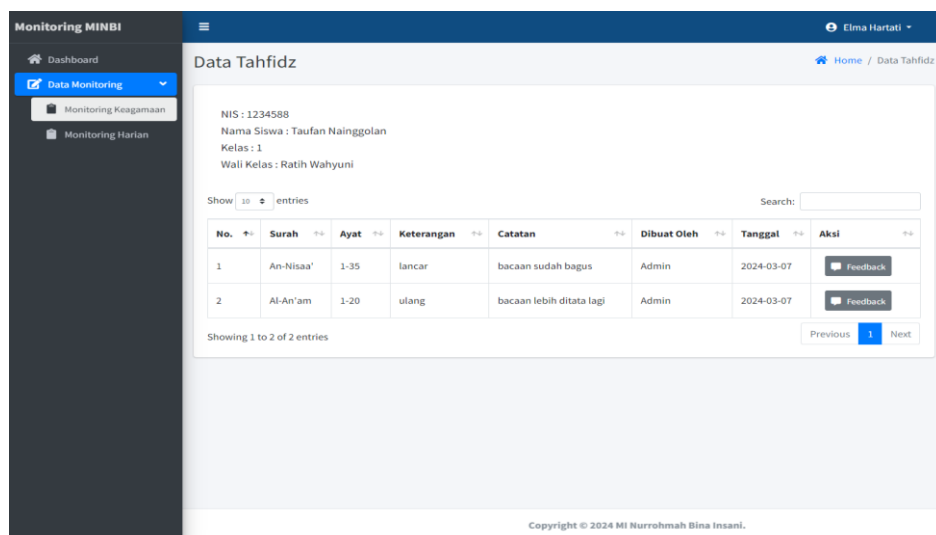 Monitoring MINBI
Elma Hartati
Dashboard
Data Monitoring
Monitoring Keagamaan
Monitoring Harian
Data Tahfidz
Home / Data Tahfidz
NIS : 1234588
Nama Siswa : Taufan Nainggolan
Kelas : 1
Wali Kelas : Ratih Wahyuni
Show 10 entries
Search:
No. Surah Ayat Keterangan Catatan Dibuat Oleh Tanggal Aksi
1 An-Nisaa' 1-35 lancar bacaan sudah bagus Admin 2024-03-07 Feedback
2 Al-An'am 1-20 ulang bacaan lebih ditata lagi Admin 2024-03-07 Feedback
Showing 1 to 2 of 2 entries
Previous 1 Next
Copyright © 2024 MI Nurrohmah Bina Insani.